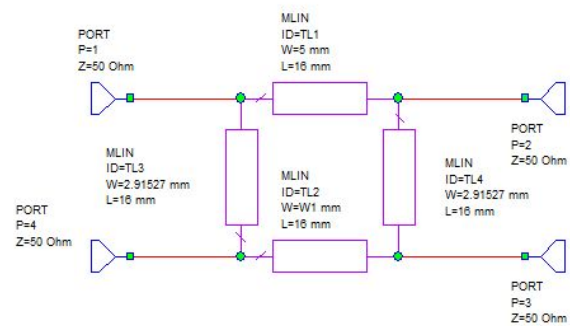 MLIN
ID=TL1
W=5 mm
L=16 mm
PORT
P=1
Z=50 Ohm
PORT
P=2
Z=50 Ohm
MLIN
ID=TL3
W=2.91527 mm
L=16 mm
MLIN
ID=TL2
W=W1 mm
L=16 mm
MLIN
ID=TL4
W=2.91527 mm
L=16 mm
PORT
P=4
Z=50 Ohm
PORT
P=3
Z=50 Ohm